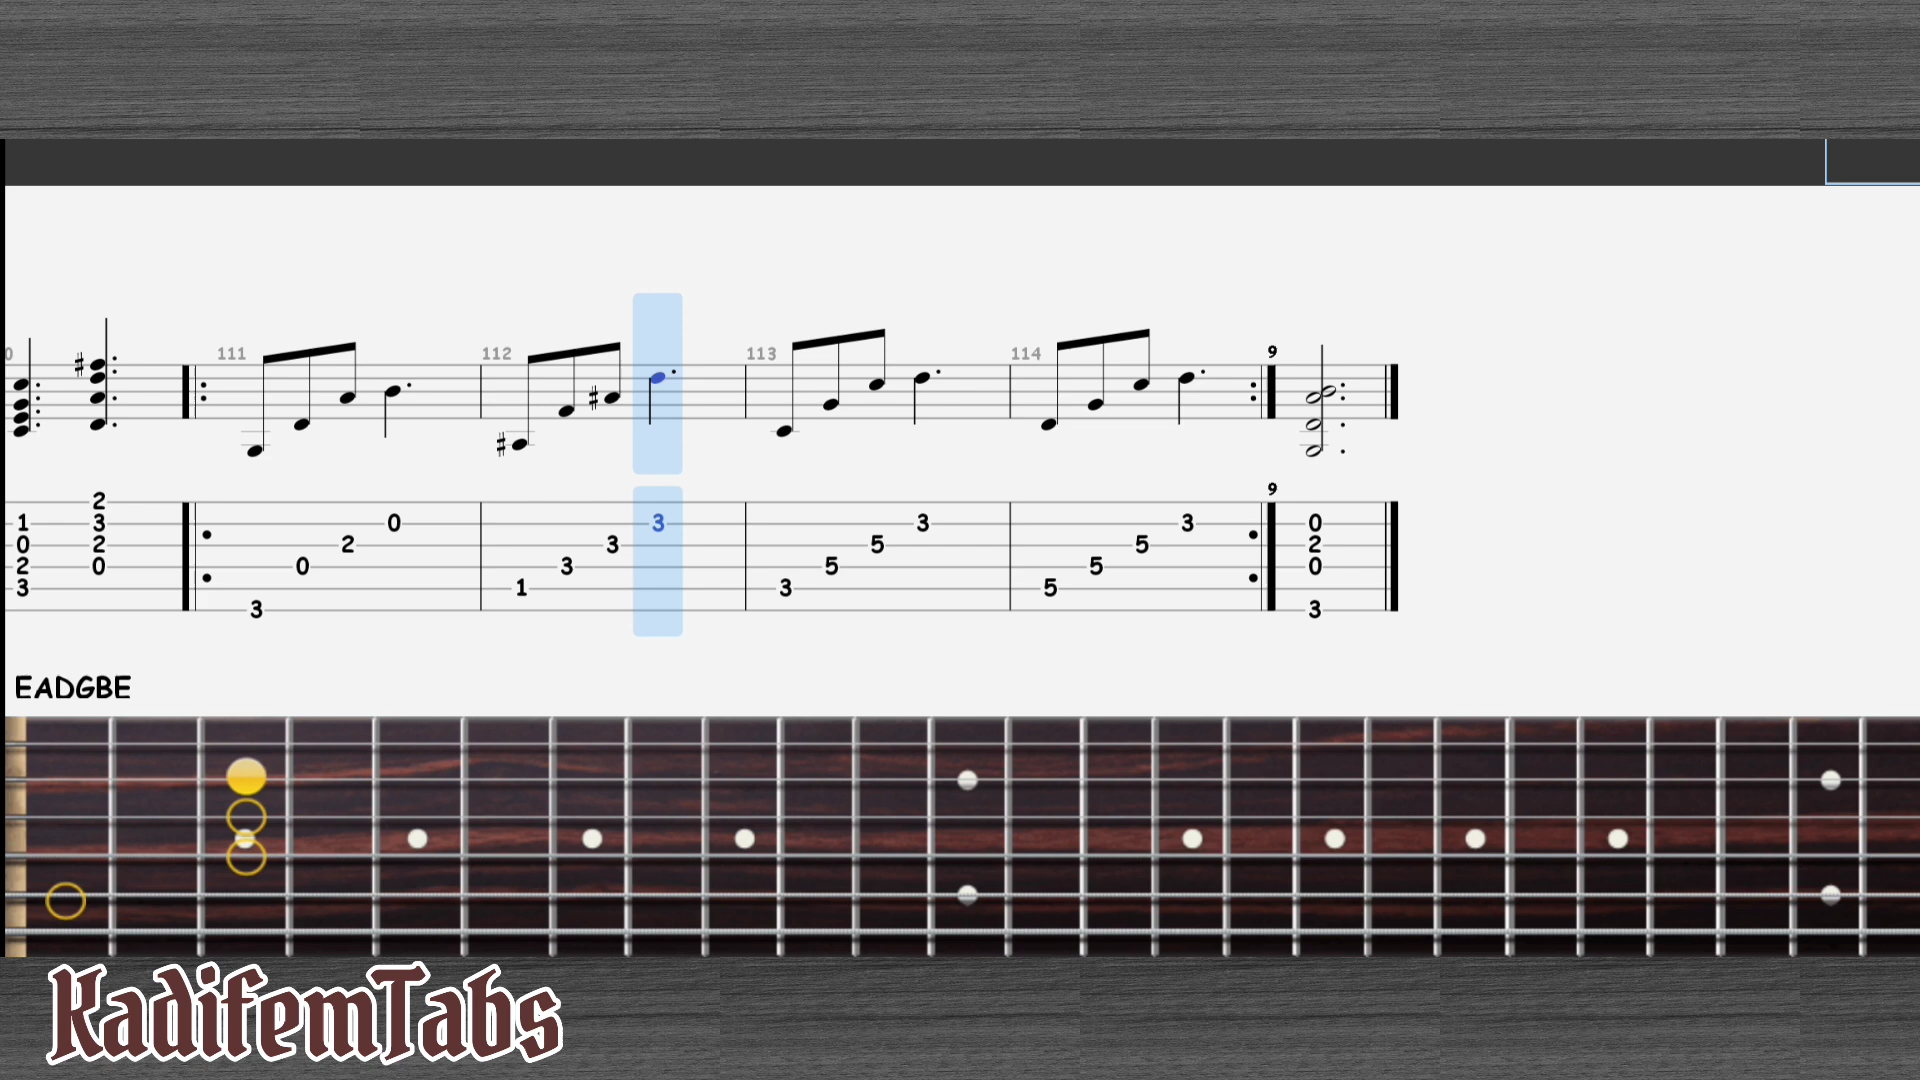 0 111 112 113 114 9
9
2
1 3 0 3 3 3 0
0 2 2 3 5 5 2
2 0 0 3 5 5 0
3 1 3 5
3 3
EADGBE
KadifemTabs